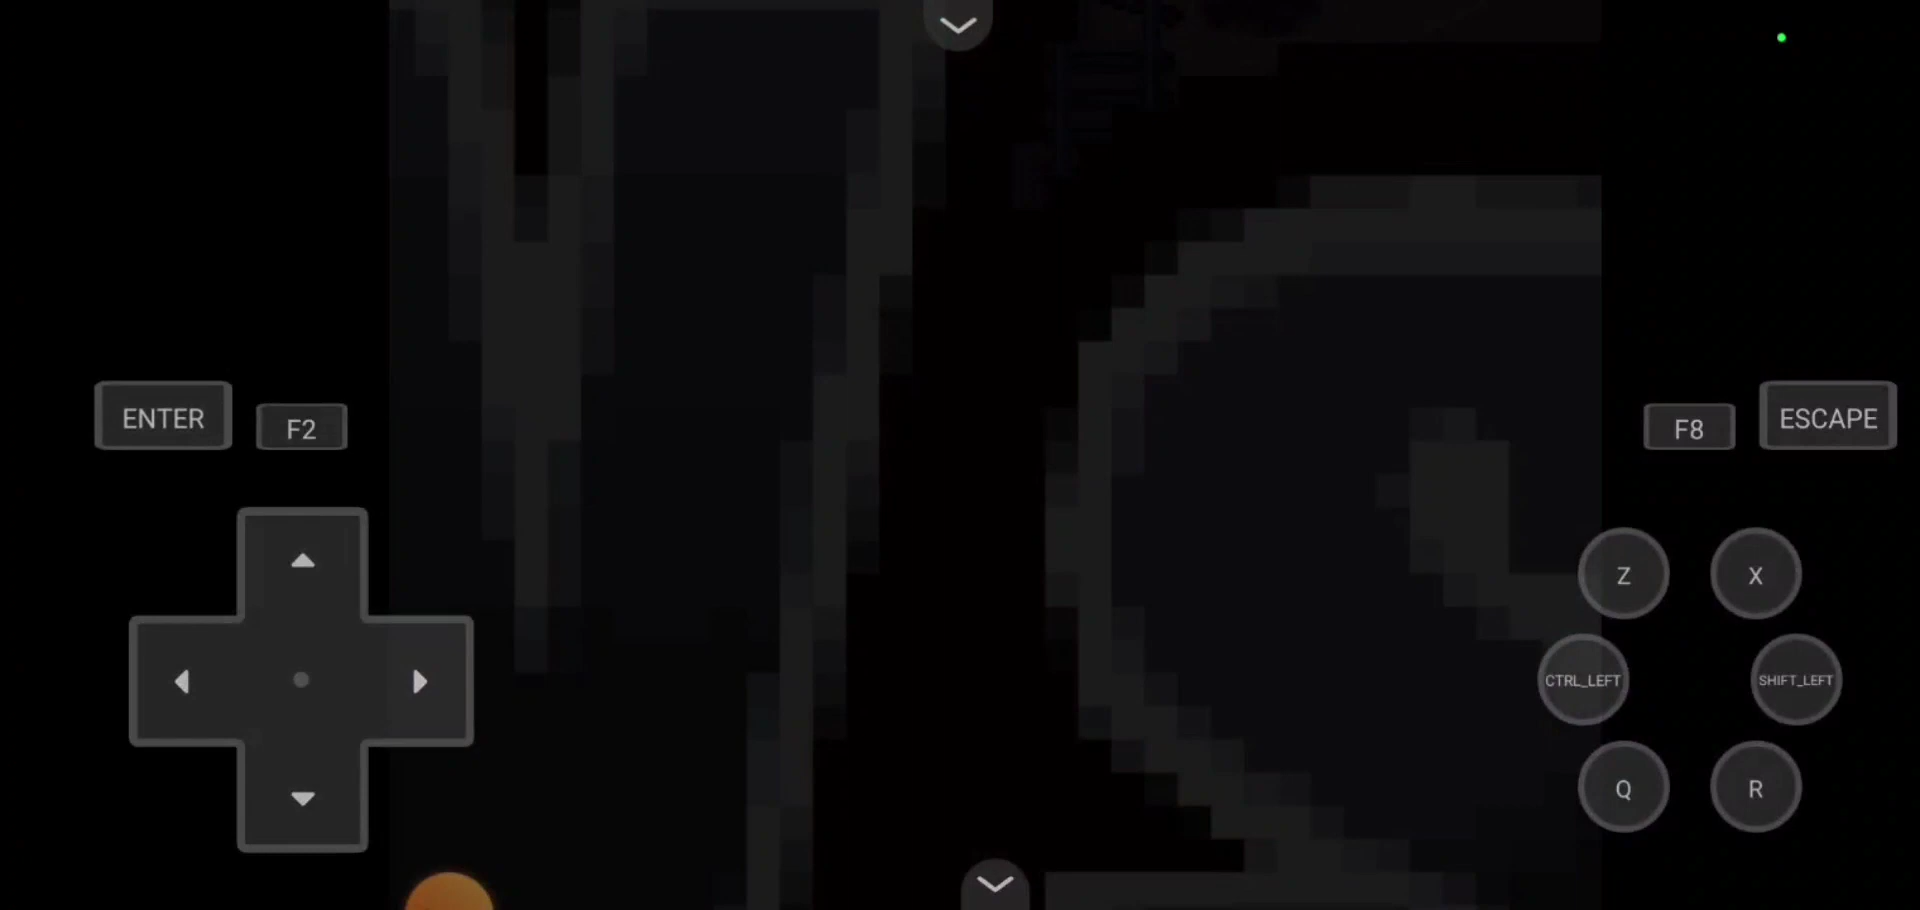 ENTER
F2
F8
ESCAPE
Z
X
CTRL_LEFT
SHIFT_LEFT
Q
R